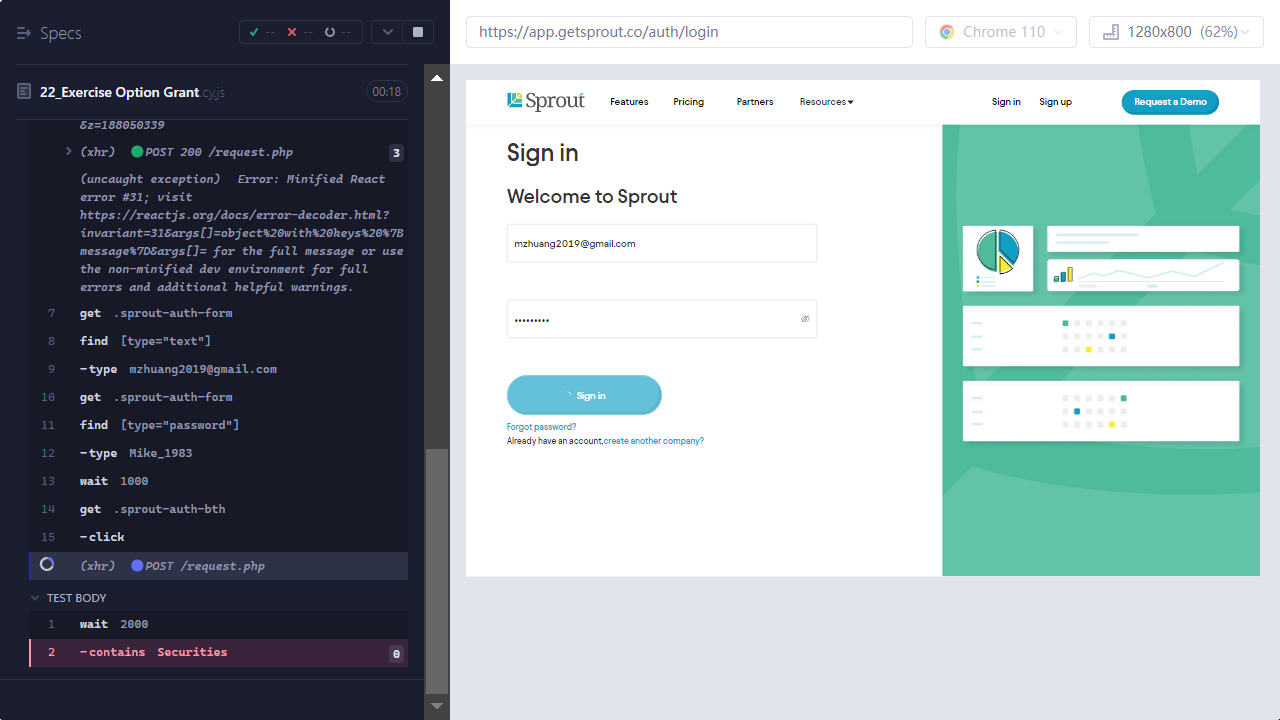 Specs
--
--
--
https://app.getsprout.co/auth/login
Chrome 110
1280x800 (62%)
22_Exercise Option Grant.cy.js
00:18
&z=188050339
(xhr) POST 200 /request.php
3
(uncaught exception) Error: Minified React
error #31; visit
https://reactjs.org/docs/error-decoder.html?
invariant=31&args[]=object%20with%20keys%20%7B
message%7D&args[]= for the full message or use
the non-minified dev environment for full
errors and additional helpful warnings.
7 get .sprout-auth-form
8 find [type="text"]
9 -type mzhuang2019@gmail.com
10 get .sprout-auth-form
11 find [type="password"]
12 -type Mike_1983
13 wait 1000
14 get .sprout-auth-bth
15 -click
(xhr) POST /request.php
TEST BODY
1 wait 2000
2 -contains Securities
0
Sprout
Features
Pricing
Partners
Resources
Sign in
Sign up
Request a Demo
Sign in
Welcome to Sprout
mzhuang2019@gmail.com
•••••••••
Sign in
Forgot password?
Already have an account,create another company?